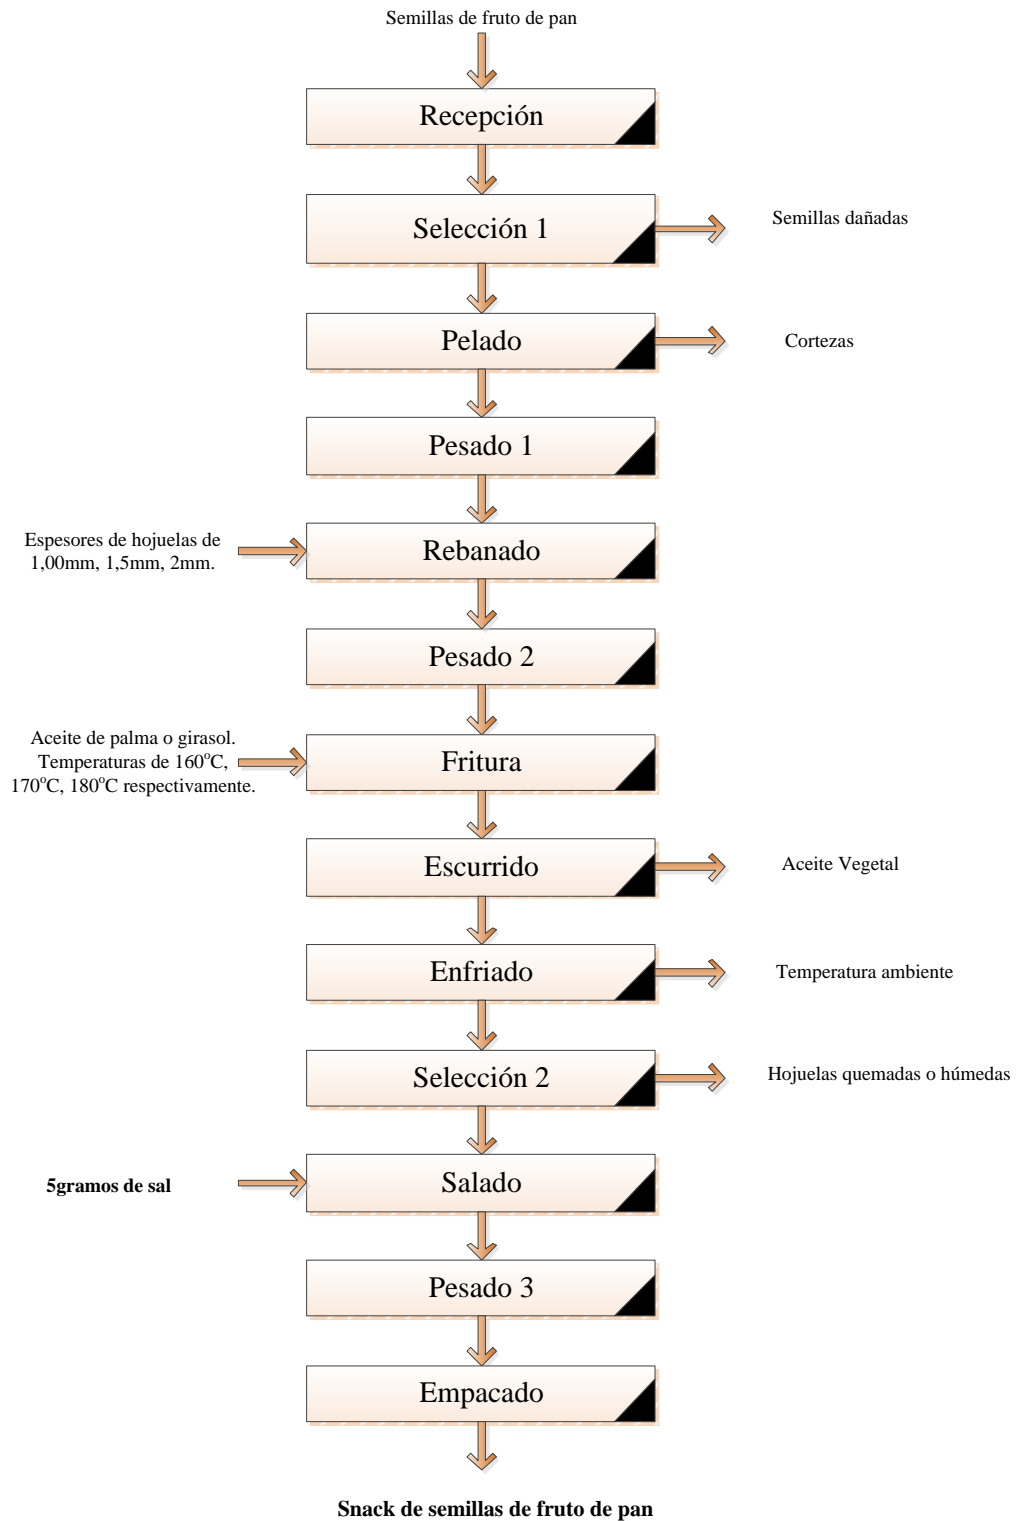 Semillas de fruto de pan
Recepción
Selección 1
Semillas dañadas
Pelado
Cortezas
Pesado 1
Espesores de hojuelas de
1,00mm, 1,5mm, 2mm.
Rebanado
Pesado 2
Aceite de palma o girasol.
Temperaturas de 160°C,
170°C, 180°C respectivamente.
Fritura
Escurrido
Aceite Vegetal
Enfriado
Temperatura ambiente
Selección 2
Hojuelas quemadas o húmedas
5gramos de sal
Salado
Pesado 3
Empacado
Snack de semillas de fruto de pan